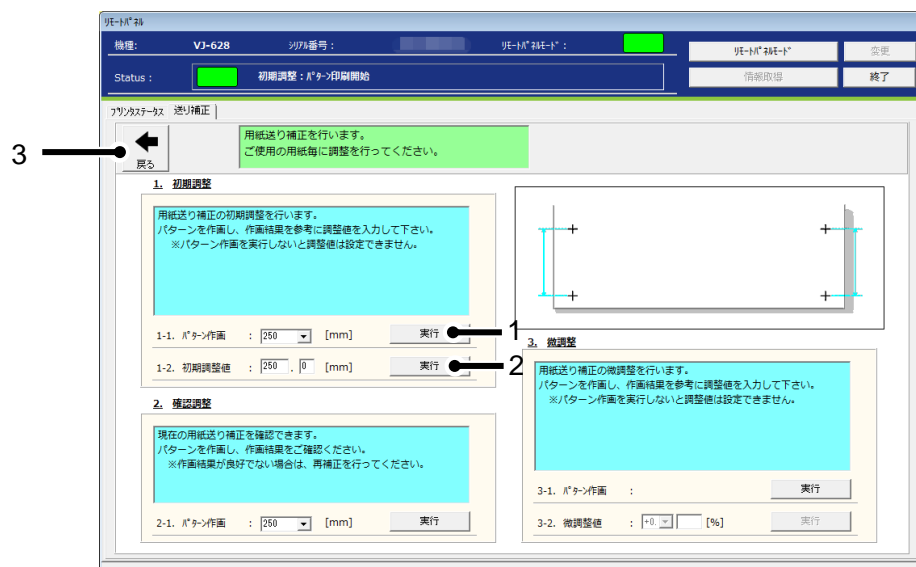 ﾘﾓｰﾄﾊﾟﾈﾙ
機種: VJ-628 ｼﾘｱﾙ番号： ﾘﾓｰﾄﾊﾟﾈﾙﾓｰﾄﾞ：
ﾘﾓｰﾄﾊﾟﾈﾙﾓｰﾄﾞ 変更
Status： 初期調整：ﾊﾟﾀｰﾝ印刷開始
情報取得 終了
ﾌﾟﾘﾝﾀｽﾃｰﾀｽ 送り補正
3
戻る
用紙送り補正を行います。
ご使用の用紙毎に調整を行ってください。
1. 初期調整
用紙送り補正の初期調整を行います。
パターンを作画し、作画結果を参考に調整値を入力して下さい。
※パターン作画を実行しないと調整値は設定できません。
1-1. ﾊﾟﾀｰﾝ作画 : 250 [mm] 実行 1
1-2. 初期調整値 : 250 . 0 [mm] 実行 2
2. 確認調整
現在の用紙送り補正を確認できます。
パターンを作画し、作画結果をご確認ください。
※作画結果が良好でない場合は、再補正を行ってください。
2-1. ﾊﾟﾀｰﾝ作画 : 250 [mm] 実行
3. 微調整
用紙送り補正の微調整を行います。
パターンを作画し、作画結果を参考に調整値を入力して下さい。
※パターン作画を実行しないと調整値は設定できません。
3-1. ﾊﾟﾀｰﾝ作画 : 実行
3-2. 微調整値 : +0. [%] 実行